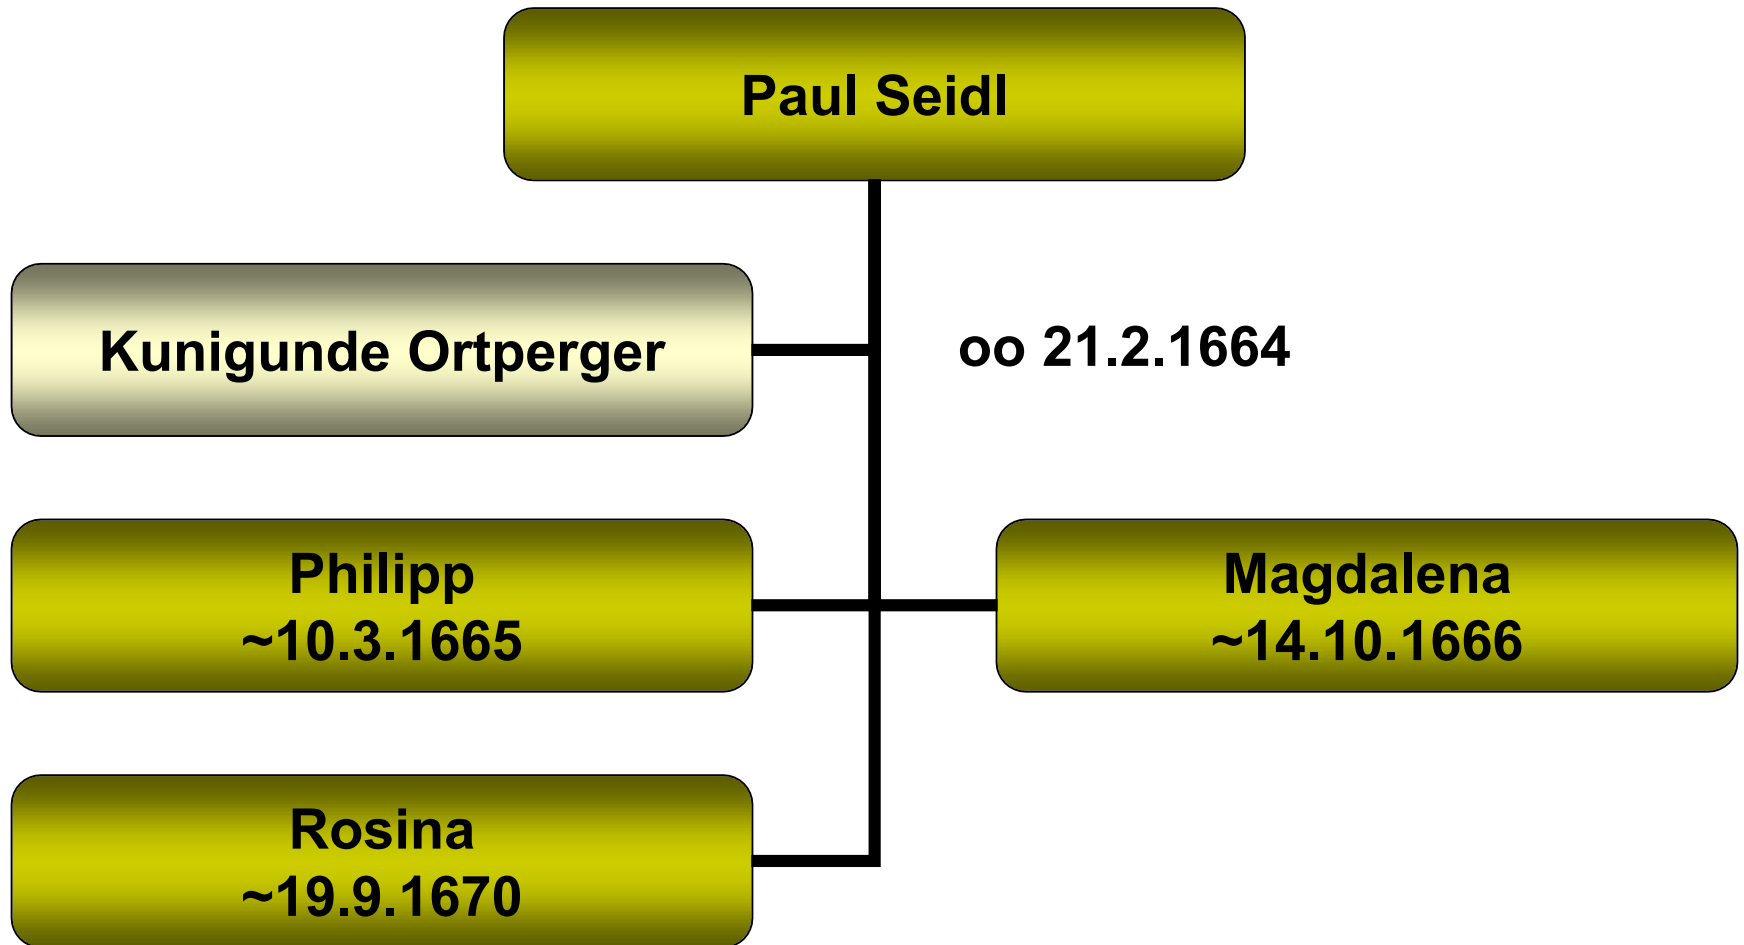 Paul Seidl
Kunigunde Ortperger
oo 21.2.1664
Philipp
~10.3.1665
Magdalena
~14.10.1666
Rosina
~19.9.1670